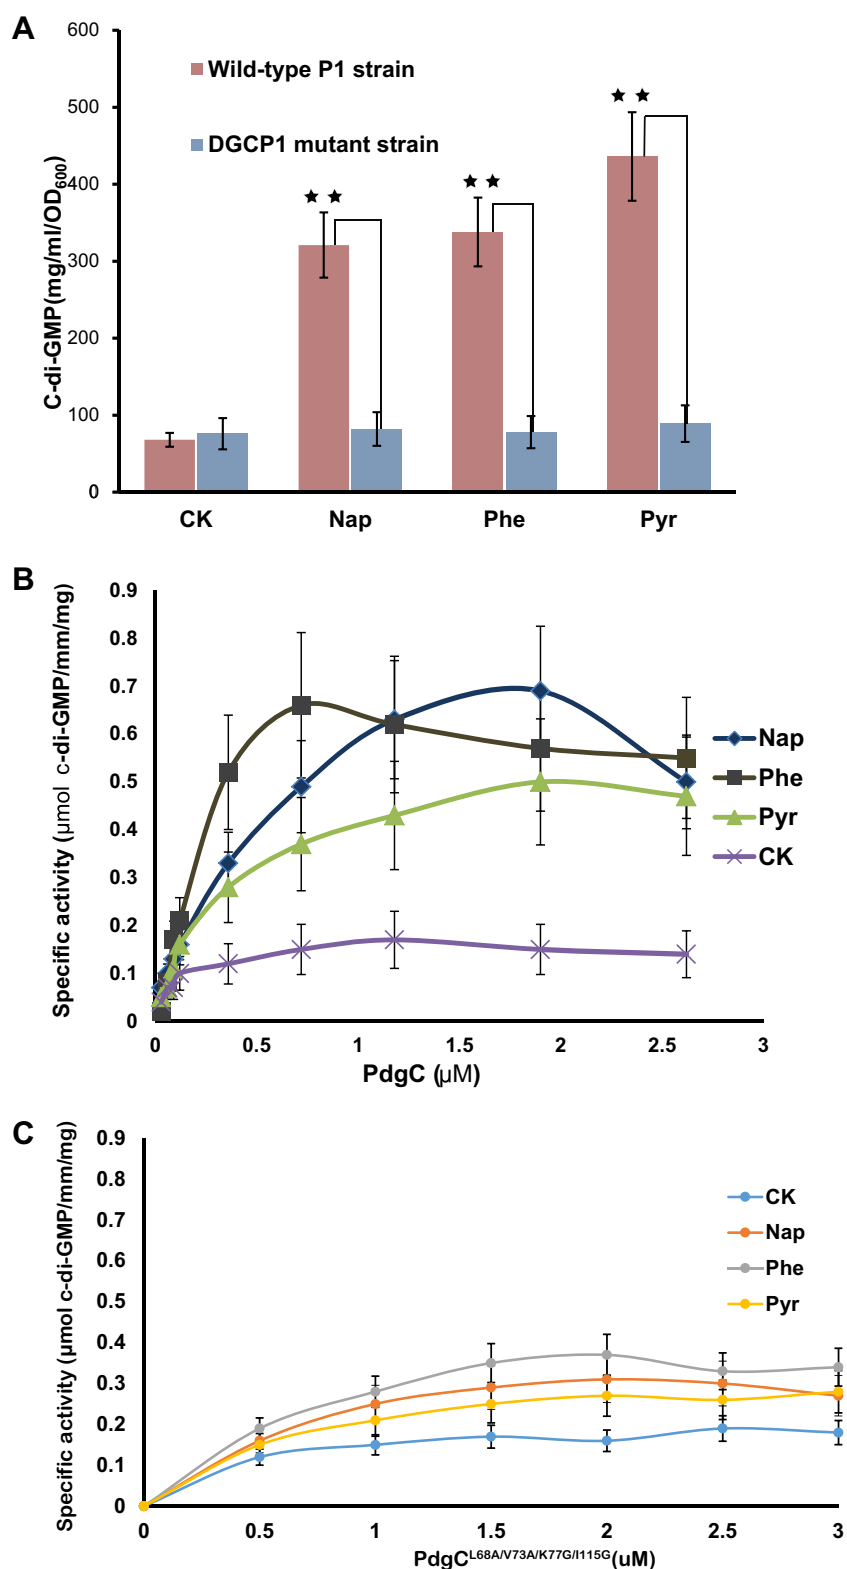 A
600
500
400
300
200
100
0
C-di-GMP(mg/ml/OD600)
Wild-type P1 strain
DGCP1 mutant strain
★ ★
★ ★
★ ★
CK Nap Phe Pyr
B
0.9
0.8
0.7
0.6
0.5
0.4
0.3
0.2
0.1
0
Specific activity (µmol c-di-GMP/mm/mg)
Nap
Phe
Pyr
CK
0 0.5 1 1.5 2 2.5 3
PdgC (µM)
C
0.9
0.8
0.7
0.6
0.5
0.4
0.3
0.2
0.1
0
Specific activity (µmol c-di-GMP/mm/mg)
CK
Nap
Phe
Pyr
0 0.5 1 1.5 2 2.5 3
PdgCL68A/V73A/K77G/I115G(uM)